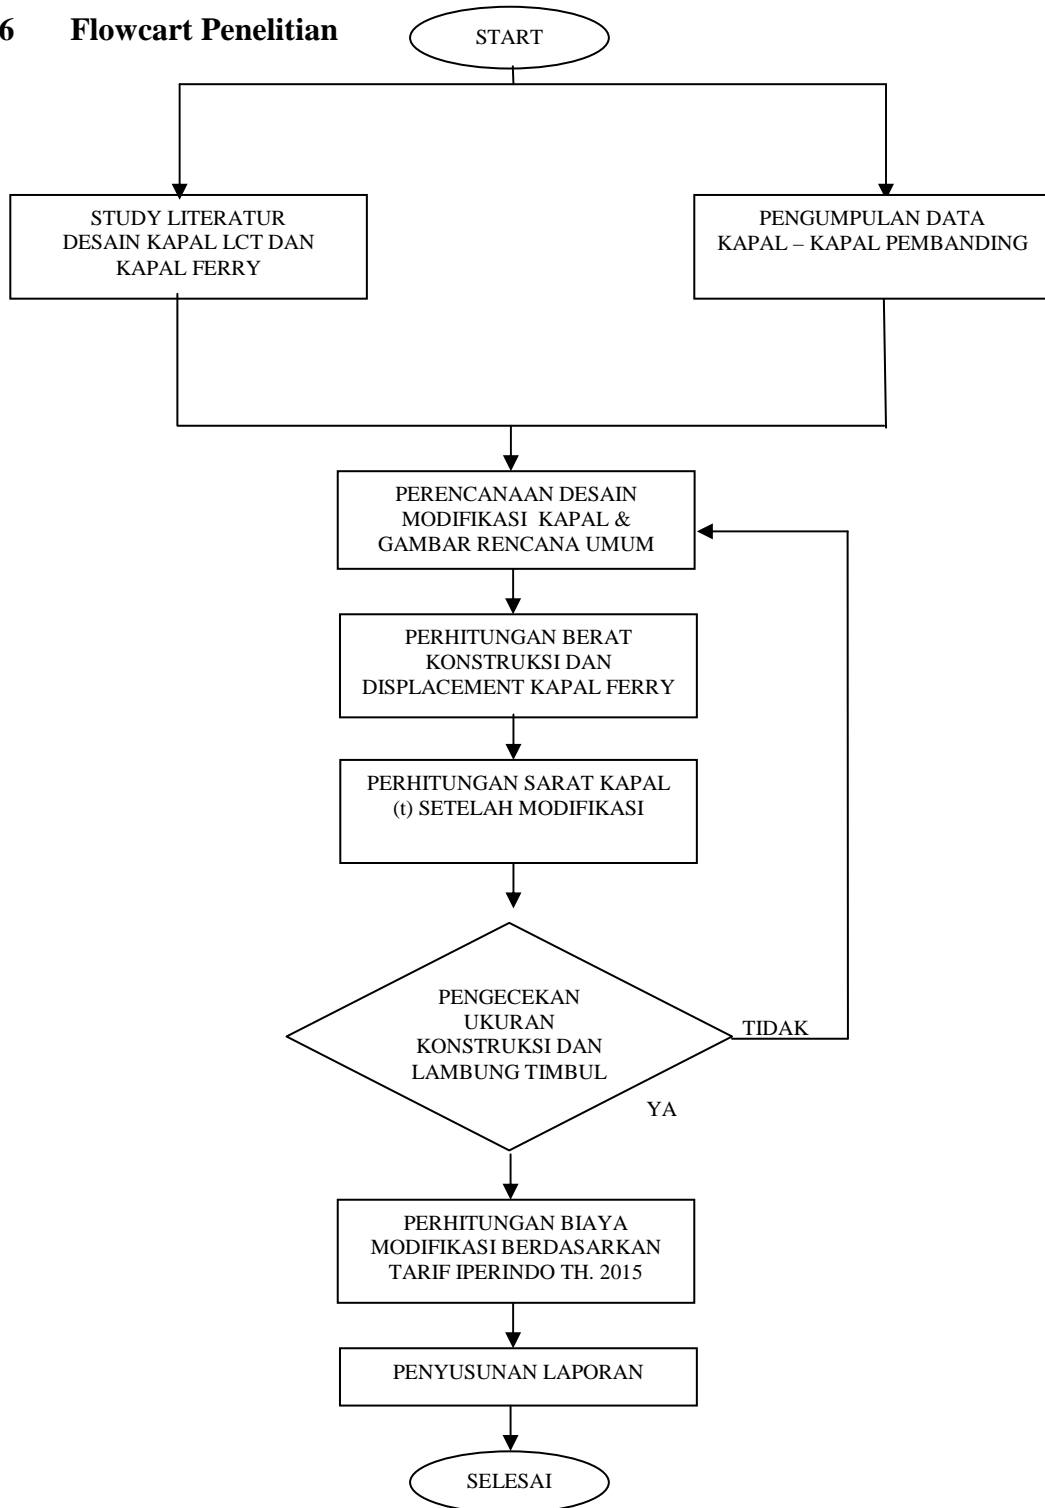 6 Flowcart Penelitian
START
STUDY LITERATUR
DESAIN KAPAL LCT DAN
KAPAL FERRY
PENGUMPULAN DATA
KAPAL – KAPAL PEMBANDING
PERENCANAAN DESAIN
MODIFIKASI KAPAL &
GAMBAR RENCANA UMUM
PERHITUNGAN BERAT
KONSTRUKSI DAN
DISPLACEMENT KAPAL FERRY
PERHITUNGAN SARAT KAPAL
(t) SETELAH MODIFIKASI
PENGECEKAN
UKURAN
KONSTRUKSI DAN
LAMBUNG TIMBUL
TIDAK
YA
PERHITUNGAN BIAYA
MODIFIKASI BERDASARKAN
TARIF IPERINDO TH. 2015
PENYUSUNAN LAPORAN
SELESAI